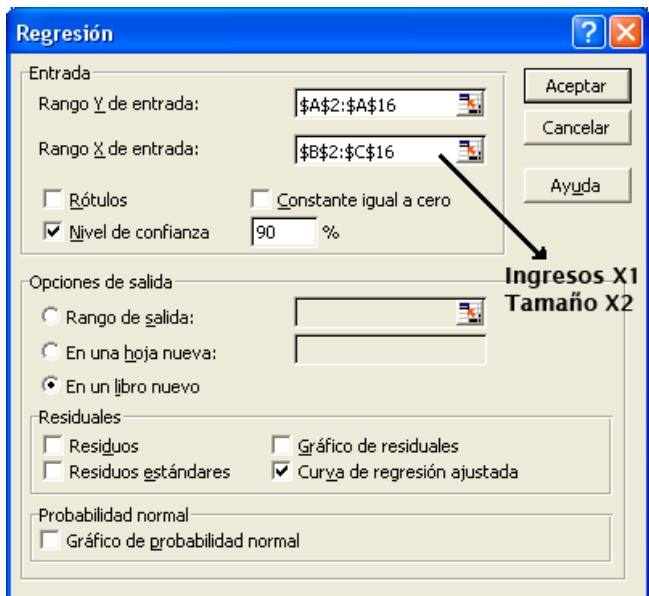 Regresión
Entrada
Aceptar
Rango Y de entrada:
$A$2:$A$16
Cancelar
Rango X de entrada:
$B$2:$C$16
Ayuda
Rótulos
Constante igual a cero
Nivel de confianza
90
%
Ingresos X1
Tamaño X2
Opciones de salida
Rango de salida:
En una hoja nueva:
En un libro nuevo
Residuales
Residuos
Gráfico de residuales
Residuos estándares
Curva de regresión ajustada
Probabilidad normal
Gráfico de probabilidad normal